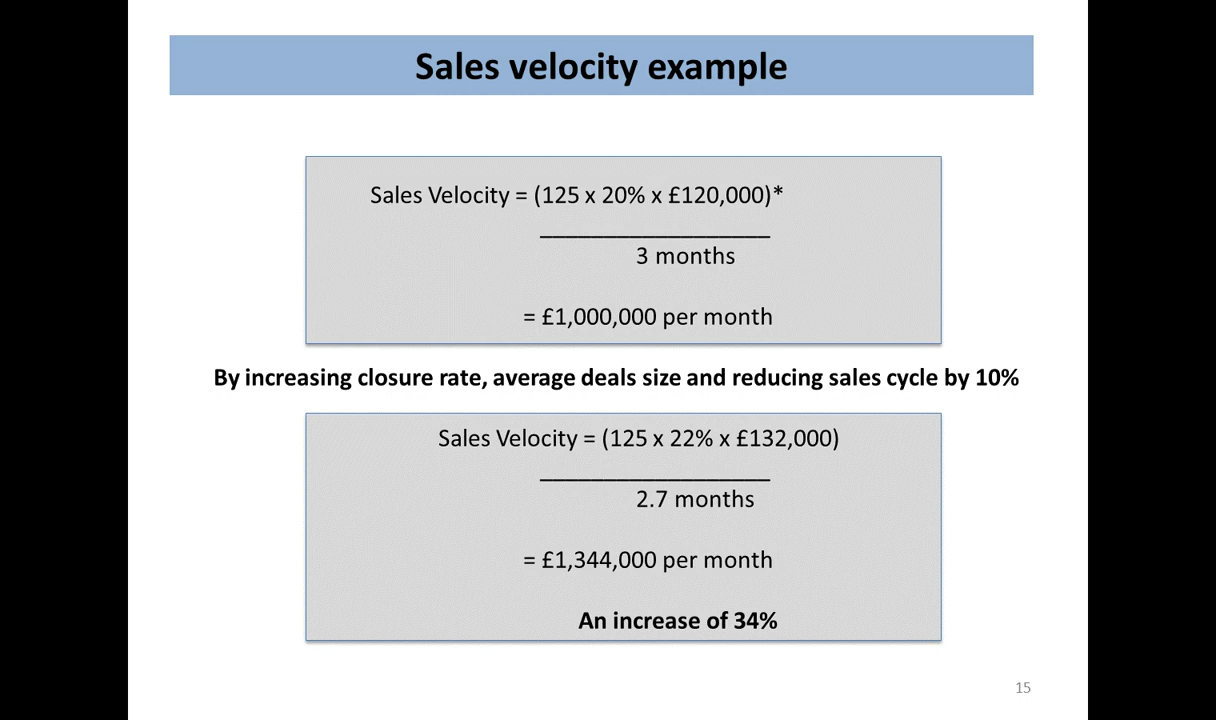 Sales velocity example
Sales Velocity = (125 x 20% x £120,000)*
___________________
3 months
= £1,000,000 per month
By increasing closure rate, average deals size and reducing sales cycle by 10%
Sales Velocity = (125 x 22% x £132,000)
___________________
2.7 months
= £1,344,000 per month
An increase of 34%
15